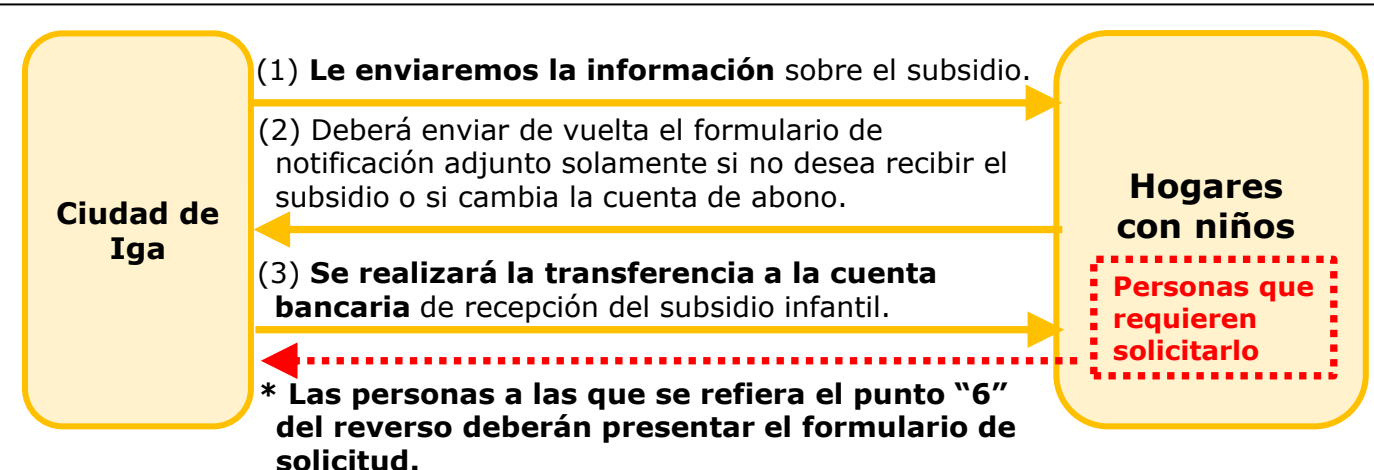 Ciudad de
Iga
(1) Le enviaremos la información sobre el subsidio.
(2) Deberá enviar de vuelta el formulario de
notificación adjunto solamente si no desea recibir el
subsidio o si cambia la cuenta de abono.
(3) Se realizará la transferencia a la cuenta
bancaria de recepción del subsidio infantil.
* Las personas a las que se refiera el punto “6”
del reverso deberán presentar el formulario de
solicitud.
Hogares
con niños
Personas que
requieren
solicitarlo